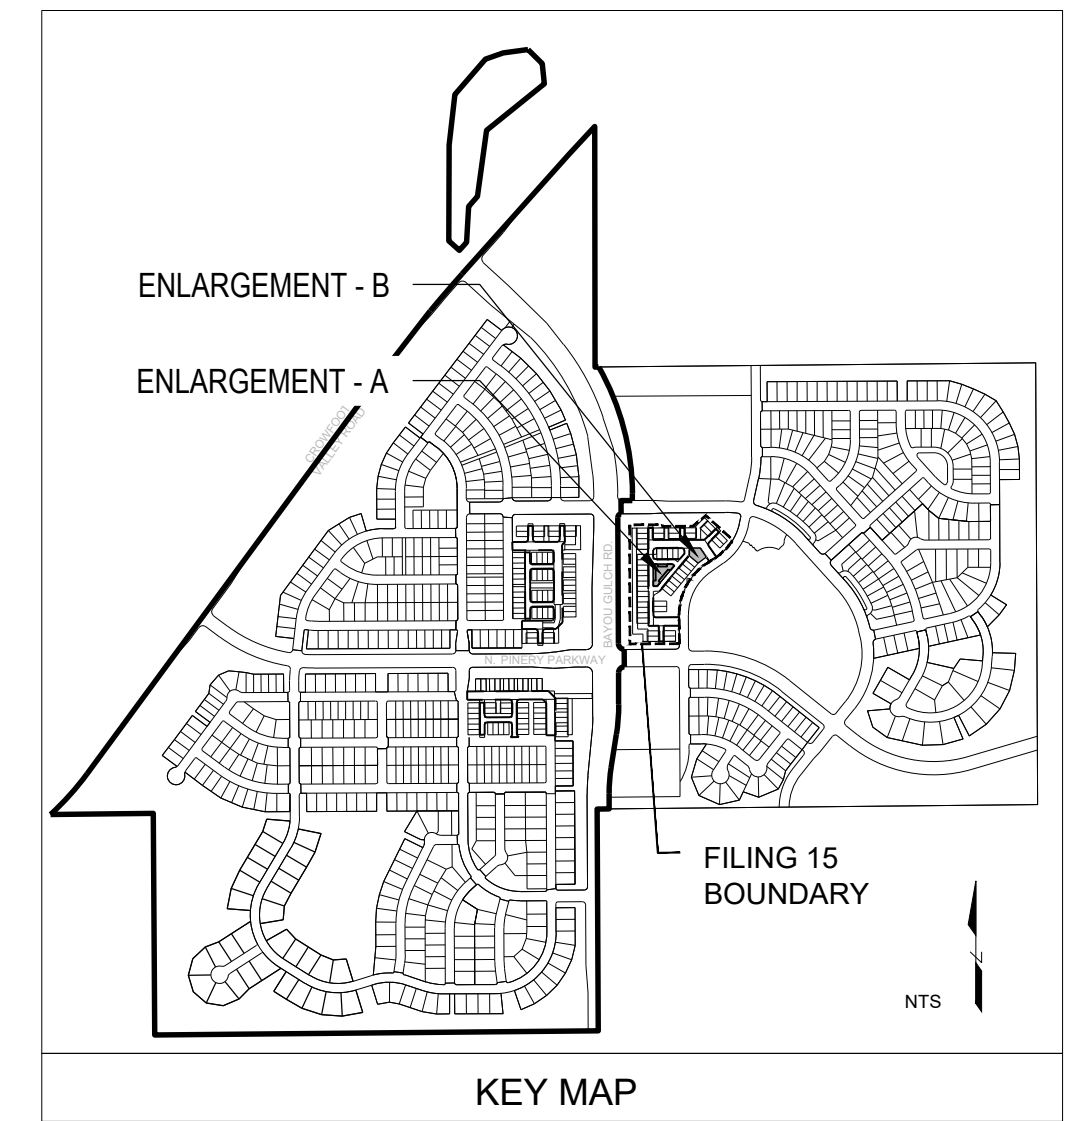 ENLARGEMENT - B
ENLARGEMENT - A
CROWFOOT
VALLEY ROAD
BAYOU GULCH RD.
N. PINERY PARKWAY
FILING 15
BOUNDARY
N
NTS
KEY MAP